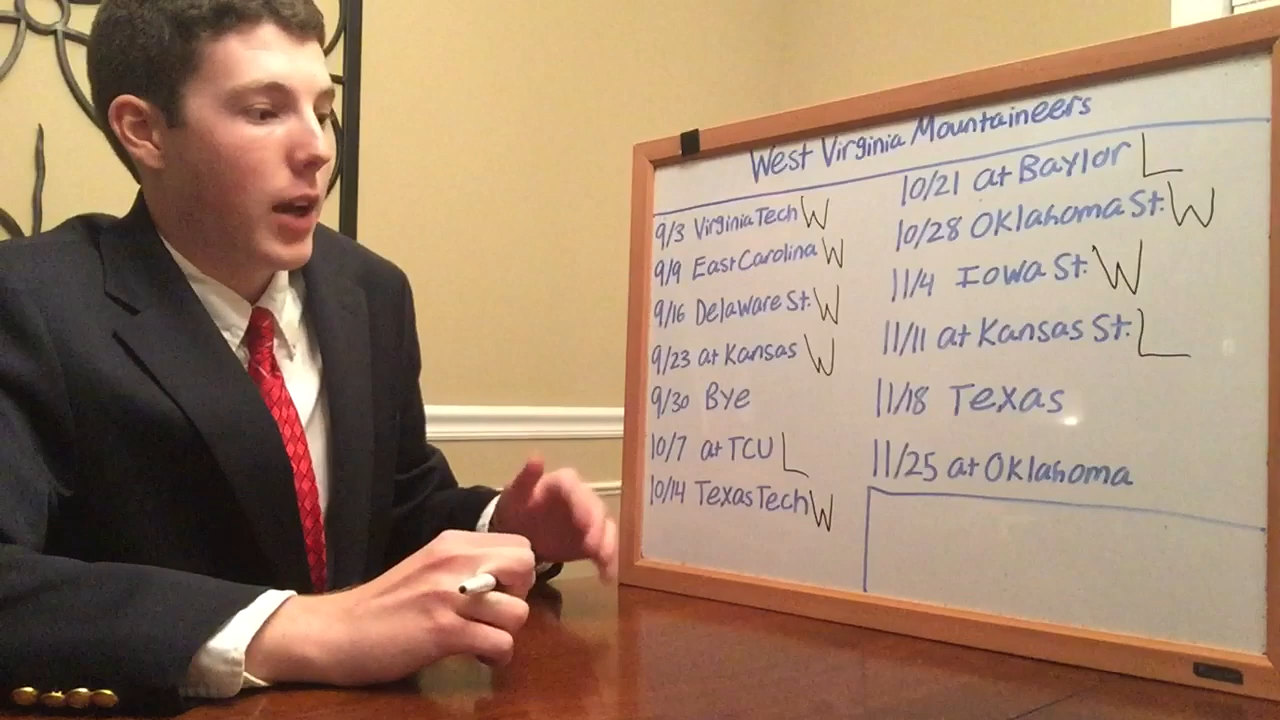 West Virginia Mountaineers
9/3 Virginia Tech W
9/9 East Carolina W
9/16 Delaware St. W
9/23 at Kansas W
9/30 Bye
10/7 at TCU L
10/14 Texas Tech W
10/21 at Baylor L
10/28 Oklahoma St. W
11/4 Iowa St. W
11/11 at Kansas St. L
11/18 Texas
11/25 at Oklahoma